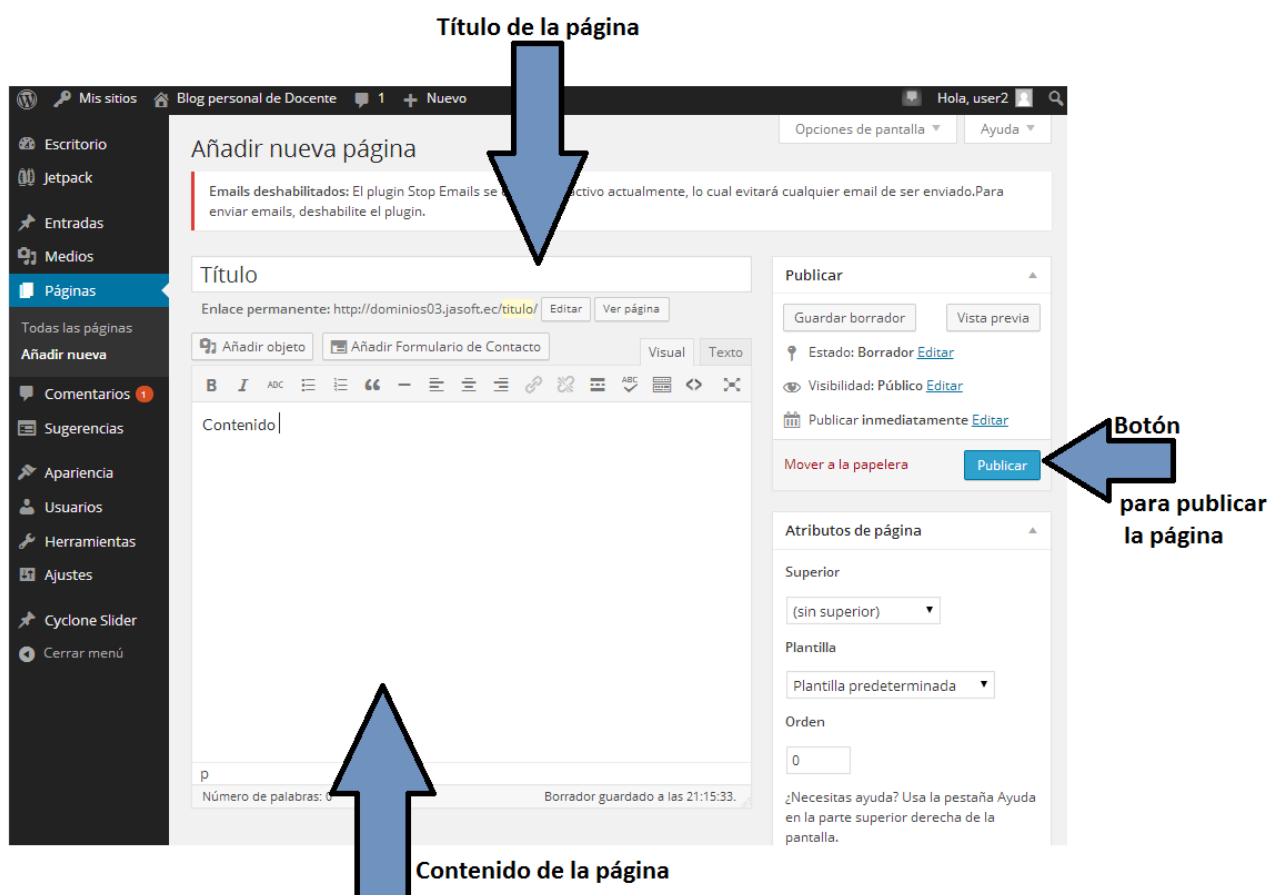 Título de la página
Mis sitios Blog personal de Docente 1 + Nuevo Hola, user2
Opciones de pantalla Ayuda
Escritorio
Jetpack
Entradas
Medios
Páginas
Todas las páginas
Añadir nueva
Comentarios 1
Sugerencias
Apariencia
Usuarios
Herramientas
Ajustes
Cyclone Slider
Cerrar menú
Añadir nueva página
Emails deshabilitados: El plugin Stop Emails se activo actualmente, lo cual evitará cualquier email de ser enviado.Para
enviar emails, deshabilite el plugin.
Título
Enlace permanente: http://dominios03.jasoft.ec/titulo/ Editar Ver página
Añadir objeto Añadir Formulario de Contacto Visual Texto
B I ABC ABC
Contenido
p
Número de palabras: 0 Borrador guardado a las 21:15:33.
Publicar
Guardar borrador Vista previa
Estado: Borrador Editar
Visibilidad: Público Editar
Publicar inmediatamente Editar
Mover a la papelera Publicar
Botón
para publicar
la página
Atributos de página
Superior
(sin superior)
Plantilla
Plantilla predeterminada
Orden
0
¿Necesitas ayuda? Usa la pestaña Ayuda
en la parte superior derecha de la
pantalla.
Contenido de la página